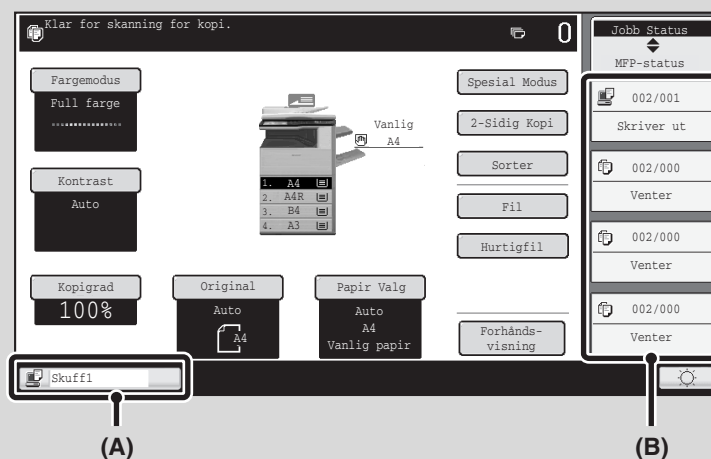 Klar for skanning for kopi.
0
Jobb Status
MFP-status
Fargemodus
Full farge
Kontrast
Auto
Kopigrad
100%
Original
Auto
A4
Papir Valg
Auto
A4
Vanlig papir
Vanlig
A4
1. A4
2. A4R
3. B4
4. A3
Spesial Modus
2-Sidig Kopi
Sorter
Fil
Hurtigfil
Forhånds-
visning
002/001
Skriver ut
002/000
Venter
002/000
Venter
002/000
Venter
Skuff1
(A)
(B)